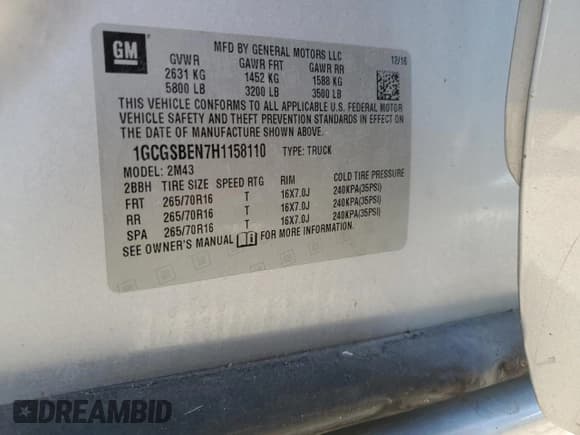 GM
MFD BY GENERAL MOTORS LLC
12/16
GVWR GAWR FRT GAWR RR
2631 KG 1452 KG 1588 KG
5800 LB 3200 LB 3500 LB
THIS VEHICLE CONFORMS TO ALL APPLICABLE U.S. FEDERAL MOTOR
VEHICLE SAFETY AND THEFT PREVENTION STANDARDS IN EFFECT ON
THE DATE OF MANUFACTURE SHOWN ABOVE.
1GCGSBEN7H1158110 TYPE: TRUCK
MODEL: 2M43
2BBH TIRE SIZE SPEED RTG RIM COLD TIRE PRESSURE
FRT 265/70R16 T 16X7.0J 240KPA(35PSI)
RR 265/70R16 T 16X7.0J 240KPA(35PSI)
SPA 265/70R16 T 16X7.0J 240KPA(35PSI)
SEE OWNER'S MANUAL FOR MORE INFORMATION.
DREAMBID